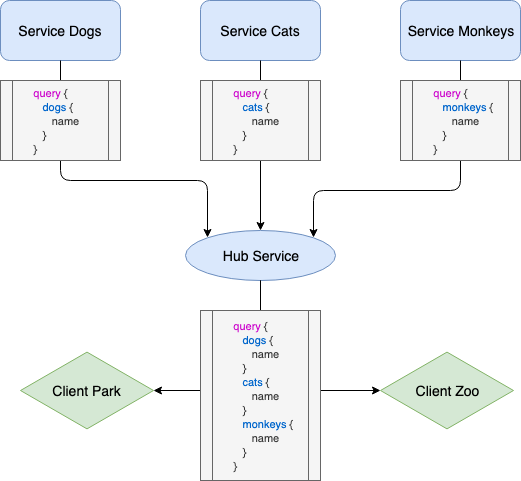 Service Dogs
Service Cats
Service Monkeys
query {
dogs {
name
}
}
query {
cats {
name
}
}
query {
monkeys {
name
}
}
Hub Service
query {
dogs {
name
}
cats {
name
}
monkeys {
name
}
}
Client Park
Client Zoo